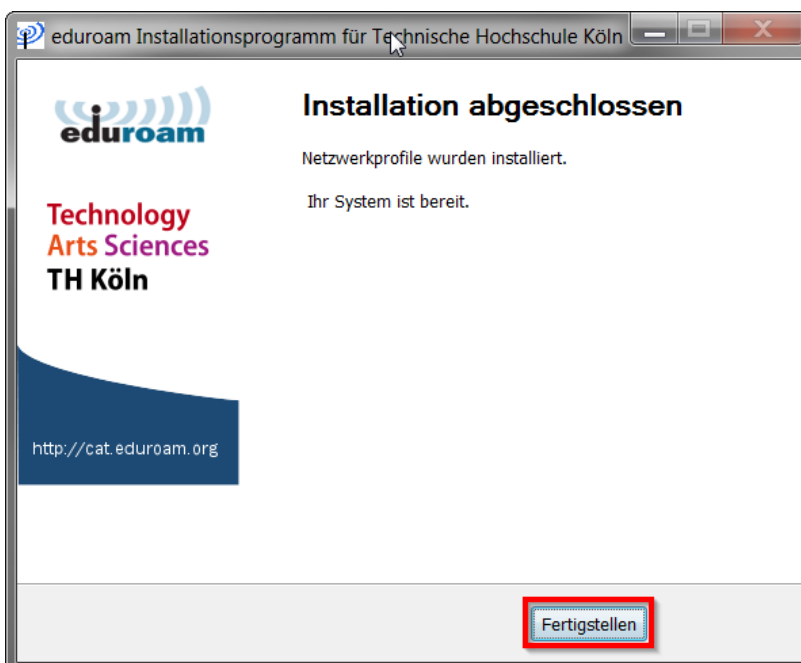 eduroam Installationsprogramm für Technische Hochschule Köln
eduroam
Technology
Arts Sciences
TH Köln
http://cat.eduroam.org
Installation abgeschlossen
Netzwerkprofile wurden installiert.
Ihr System ist bereit.
Fertigstellen